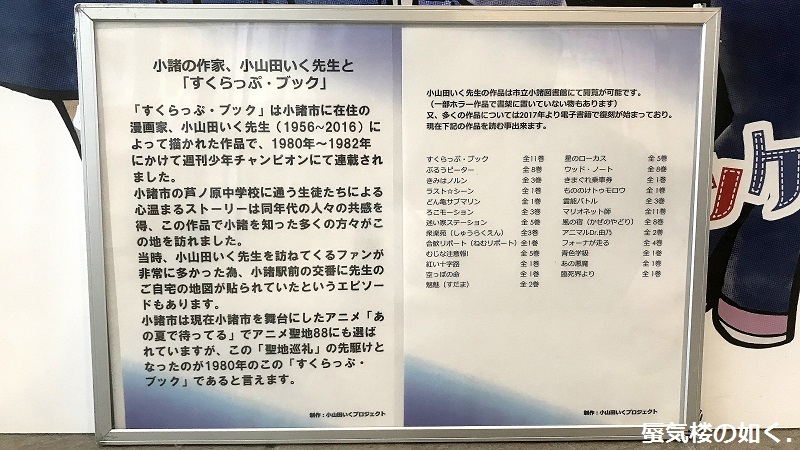 小諸の作家、小山田いく先生と
「すくらっぷ・ブック」
「すくらっぷ・ブック」は小諸市に在住の
漫画家、小山田いく先生（1956～2016）に
よって描かれた作品で、1980年～1982年
にかけて週刊少年チャンピオンにて連載され
ました。
小諸市の芦ノ原中学校に通う生徒たちによる
心温まるストーリーは同年代の人々の共感を
得、この作品で小諸を知った多くの方々がこ
の地を訪れました。
当時、小山田いく先生を訪ねてくるファンが
非常に多かった為、小諸駅前の交番に先生の
ご自宅の地図が貼られていたというエピソー
ドもあります。
小諸市は現在小諸市を舞台にしたアニメ「あ
の夏で待ってる」でアニメ聖地88にも選ば
れていますが、この「聖地巡礼」の先駆けと
なったのが1980年のこの「すくらっぷ・
ブック」であると言えます。
制作：小山田いくプロジェクト
小山田いく先生の作品は市立小諸図書館にて閲覧が可能です。
（一部ホラー作品で書架に置いていない物もあります）
又、多くの作品については2017年より電子書籍で復刻が始まっており、
現在下記の作品を読む事出来ます。
すくらっぷ・ブック 全11巻
ぶるうピーター 全8巻
きみはノルン 全3巻
ラスト☆シーン 全1巻
どん亀サブマリン 全1巻
ろこモーション 全3巻
迷い家ステーション 全5巻
衆楽苑（しゅうらくえん） 全3巻
合歓リポート（ねむリポート） 全1巻
むじな注意報！ 全5巻
紅い十字路 全1巻
空っぽの命 全1巻
魑魅（すだま） 全2巻
星のローカス 全5巻
ウッド・ノート 全8巻
きまぐれ乗車券 全1巻
もののけトゥモロウ 全1巻
霊能バトル 全3巻
マリオネット師 全11巻
風の宿（かぜのやどり） 全8巻
アニマルDr.由乃 全2巻
フォーナが走る 全4巻
青色学級 全1巻
あの悪魔 全1巻
臨死界より 全1巻
制作：小山田いくプロジェクト
蜃気楼の如く．